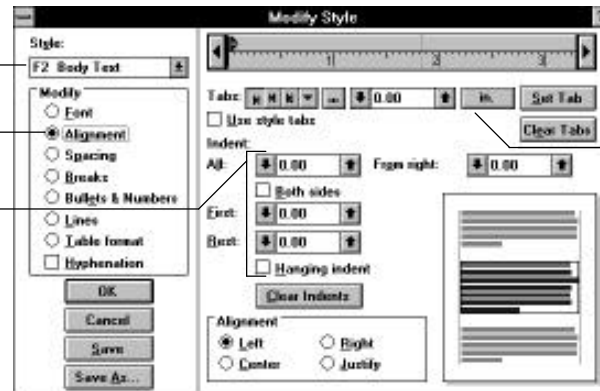 Modify Style
Style:
F2 Body Text
Modify
Font
Alignment
Spacing
Breaks
Bullets & Numbers
Lines
Table format
Hyphenation
OK
Cancel
Save
Save As...
1 2 3
Tabs: 0.00 in. Set Tab
Use style tabs Clear Tabs
Indent:
All: 0.00 From right: 0.00
Both sides
First: 0.00
Rest: 0.00
Hanging indent
Clear Indents
Alignment
Left Right
Center Justify